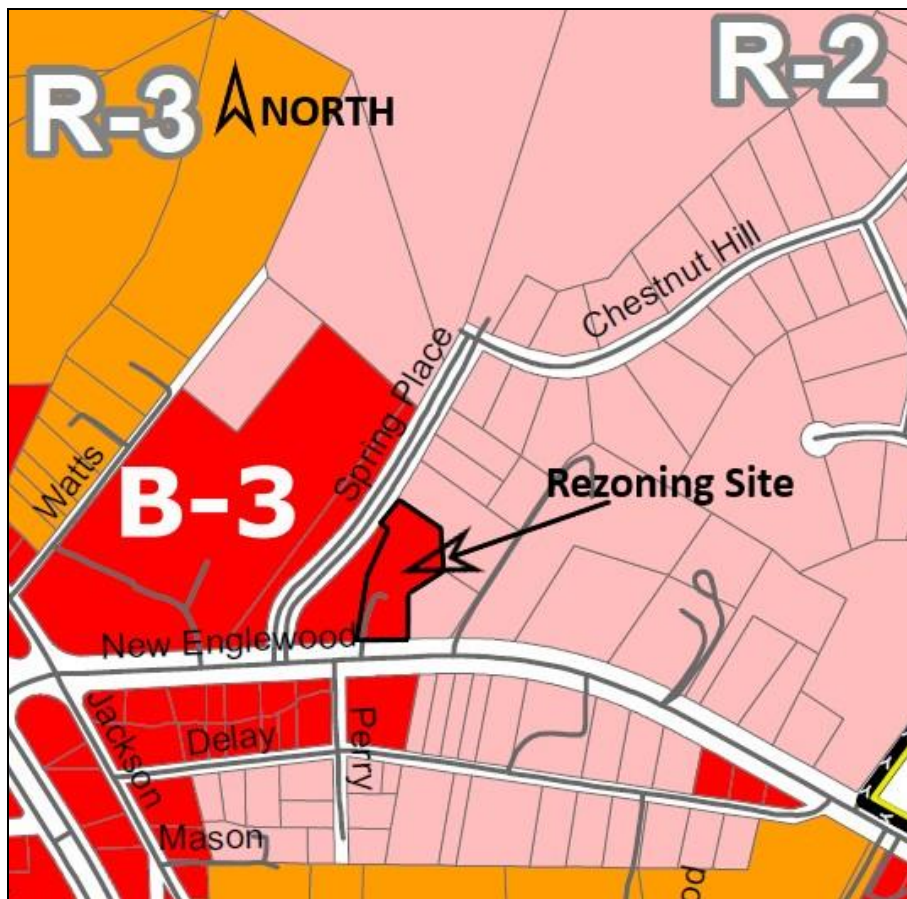 R-3
NORTH
R-2
Chestnut Hill
Spring Place
Watts
B-3
Rezoning Site
New Englewood
Jackson
Delay
Perry
Mason